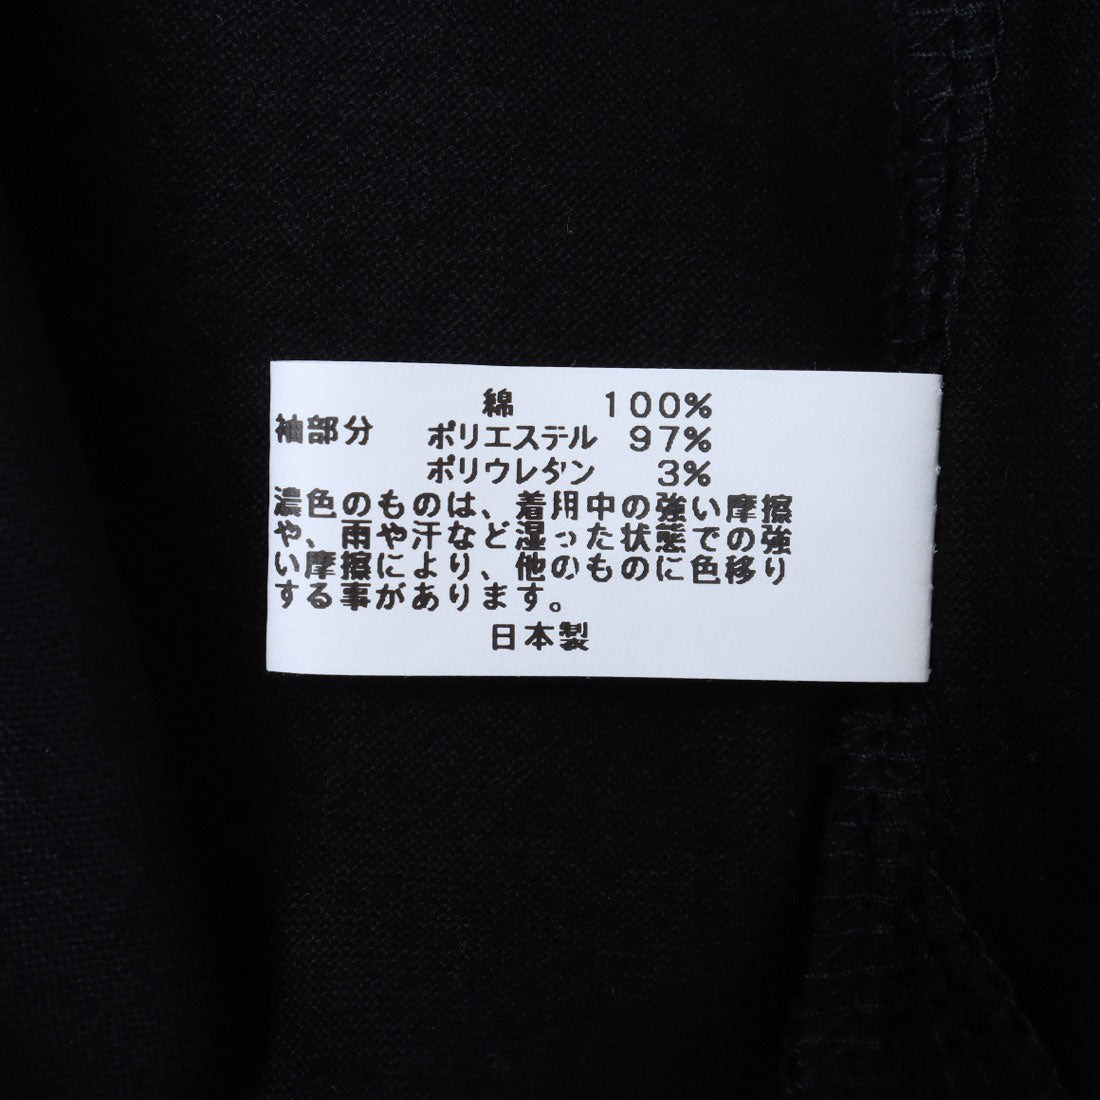 綿 100%
袖部分 ポリエステル 97%
ポリウレタン 3%
濃色のものは、着用中の強い摩擦
や、雨や汗など湿った状態での強
い摩擦により、他のものに色移り
する事があります。
日本製